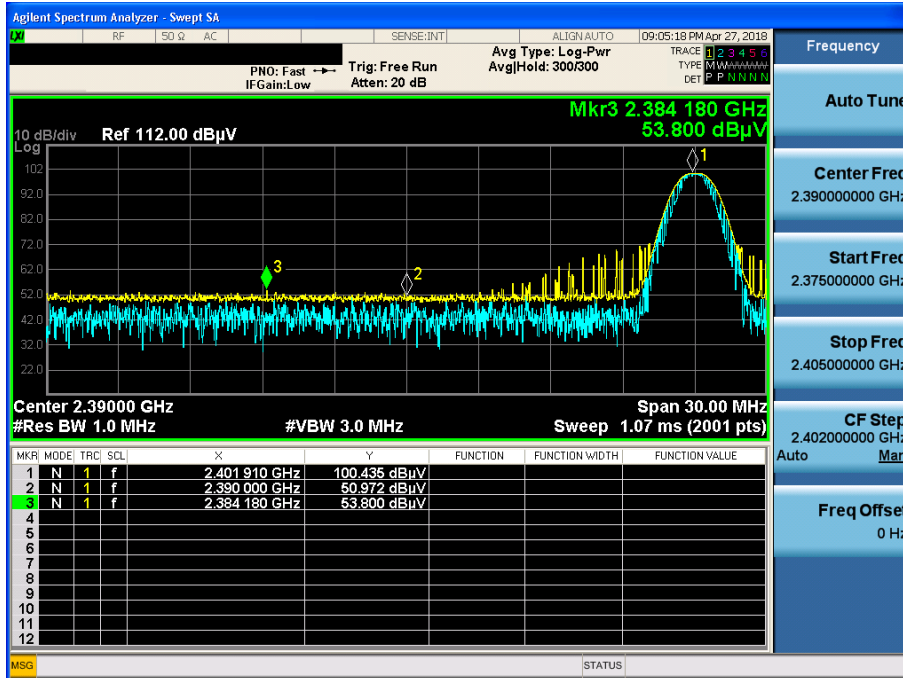 Agilent Spectrum Analyzer - Swept SA
LXI RF 50 Ω AC SENSE:INT ALIGN AUTO 09:05:18 PM Apr 27, 2018
PNO: Fast Trig: Free Run Avg Type: Log-Pwr TRACE 1 2 3 4 5 6
IFGain:Low Atten: 20 dB Avg|Hold: 300/300 TYPE M W
DET P P N N N N
Mkr3 2.384 180 GHz
53.800 dBµV
10 dB/div Ref 112.00 dBµV
Log
102
92.0
82.0
72.0
62.0
52.0
42.0
32.0
22.0
1
2
3
Center 2.39000 GHz Span 30.00 MHz
#Res BW 1.0 MHz #VBW 3.0 MHz Sweep 1.07 ms (2001 pts)
MKR MODE TRC SCL X Y FUNCTION FUNCTION WIDTH FUNCTION VALUE
1 N 1 f 2.401 910 GHz 100.435 dBµV
2 N 1 f 2.390 000 GHz 50.972 dBµV
3 N 1 f 2.384 180 GHz 53.800 dBµV
4
5
6
7
8
9
10
11
12
MSG STATUS
Frequency
Auto Tune
Center Freq
2.390000000 GHz
Start Freq
2.375000000 GHz
Stop Freq
2.405000000 GHz
CF Step
2.402000000 GHz
Auto Man
Freq Offset
0 Hz